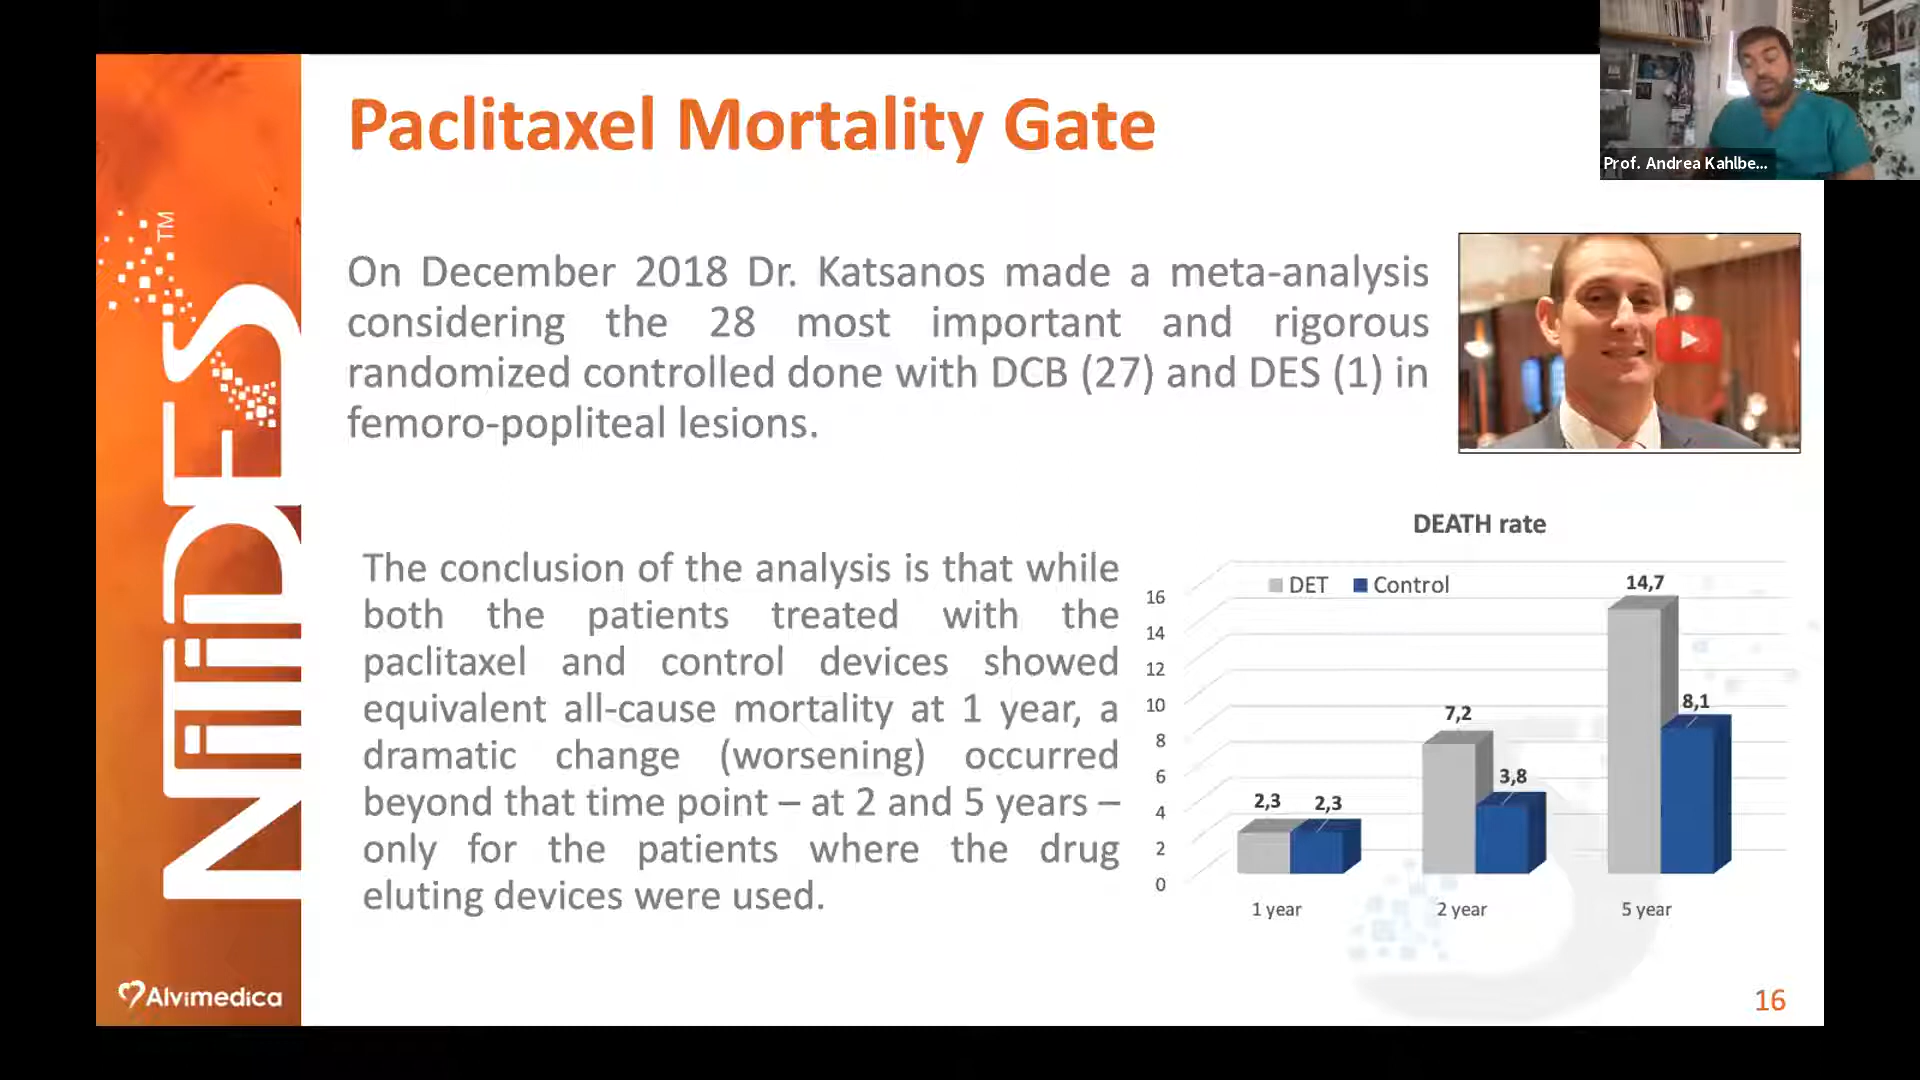 Paclitaxel Mortality Gate
Prof. Andrea Kahlbe...
NiTiDES
TM
On December 2018 Dr. Katsanos made a meta-analysis
considering the 28 most important and rigorous
randomized controlled done with DCB (27) and DES (1) in
femoro-popliteal lesions.
The conclusion of the analysis is that while
both the patients treated with the
paclitaxel and control devices showed
equivalent all-cause mortality at 1 year, a
dramatic change (worsening) occurred
beyond that time point – at 2 and 5 years –
only for the patients where the drug
eluting devices were used.
DEATH rate
DET Control
16
14
12
10
8
6
4
2
0
2,3
2,3
7,2
3,8
14,7
8,1
1 year
2 year
5 year
Alvimedica
16